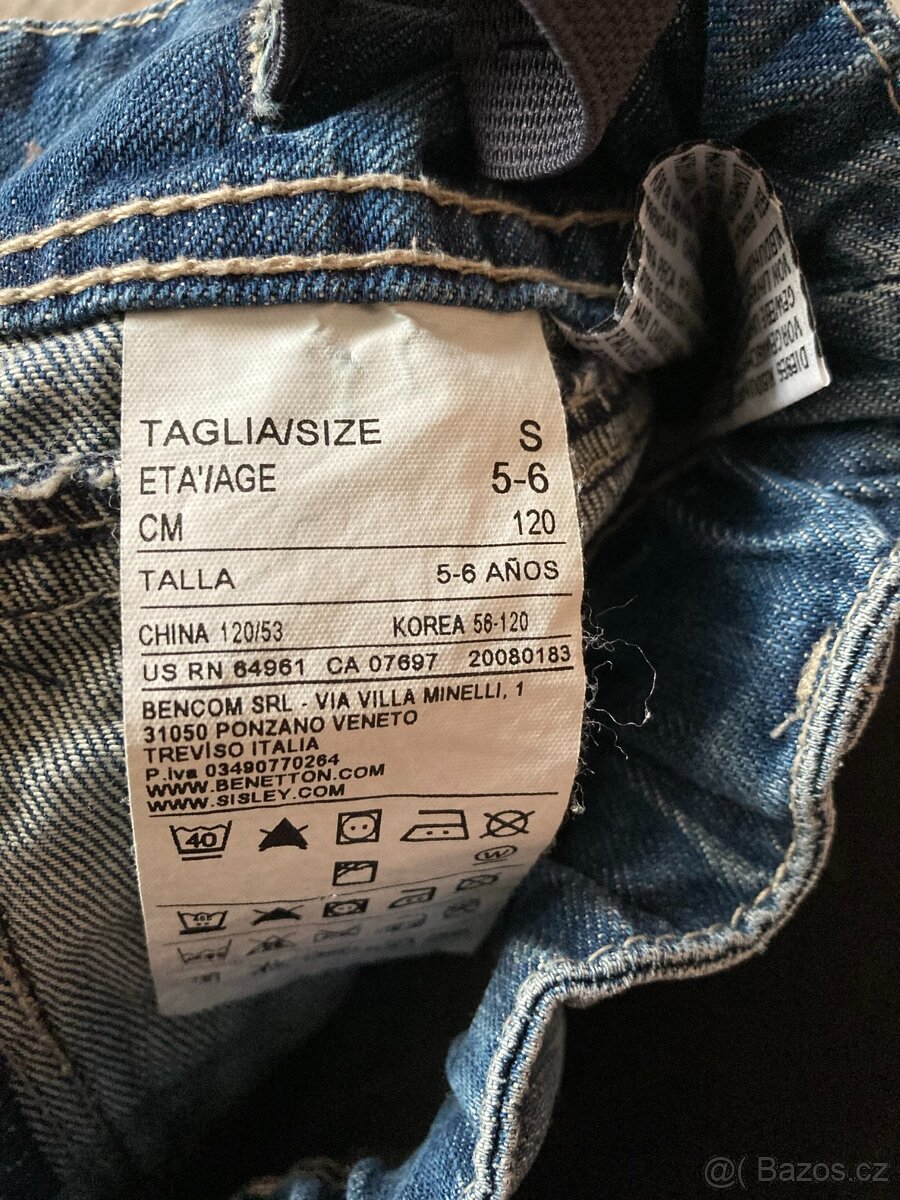 TAGLIA/SIZE S
ETA'/AGE 5-6
CM 120
TALLA 5-6 AÑOS
CHINA 120/53 KOREA 56-120
US RN 64961 CA 07697 20080183
BENCOM SRL - VIA VILLA MINELLI, 1
31050 PONZANO VENETO
TREVISO ITALIA
P.Iva 03490770264
WWW.BENETTON.COM
WWW.SISLEY.COM
40
W
@( Bazos.cz